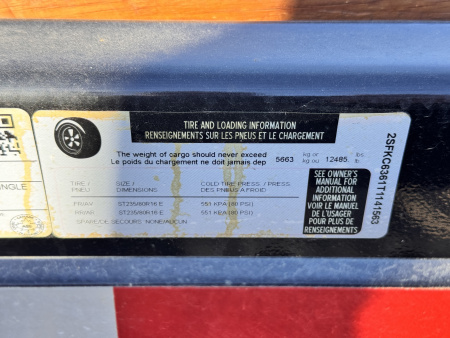 TIRE AND LOADING INFORMATION
RENSEIGNEMENTS SUR LES PNEUS ET LE CHARGEMENT
The weight of cargo should never exceed 5663 kg or 12485 lbs
Le poids du chargement ne doit jamais dep kg ou lb.
TIRE / SIZE / COLD TIRE PRESS. / PRESS
PNEU DIMENSIONS DES PNEUS A FROID
ST235/80R16 E 551 KPA (80 PSI)
ST235/80R16 E 551 KPA (80 PSI)
SPARE/DE SECOURS NONE/AUCUN
SEE OWNER'S
MANUAL FOR
ADDITIONAL
INFORMATION
VOIR LE MANUEL
DE L'USAGER
POUR PLUS DE
RENSEIGNEMENTS
2SFKC6361T1141563